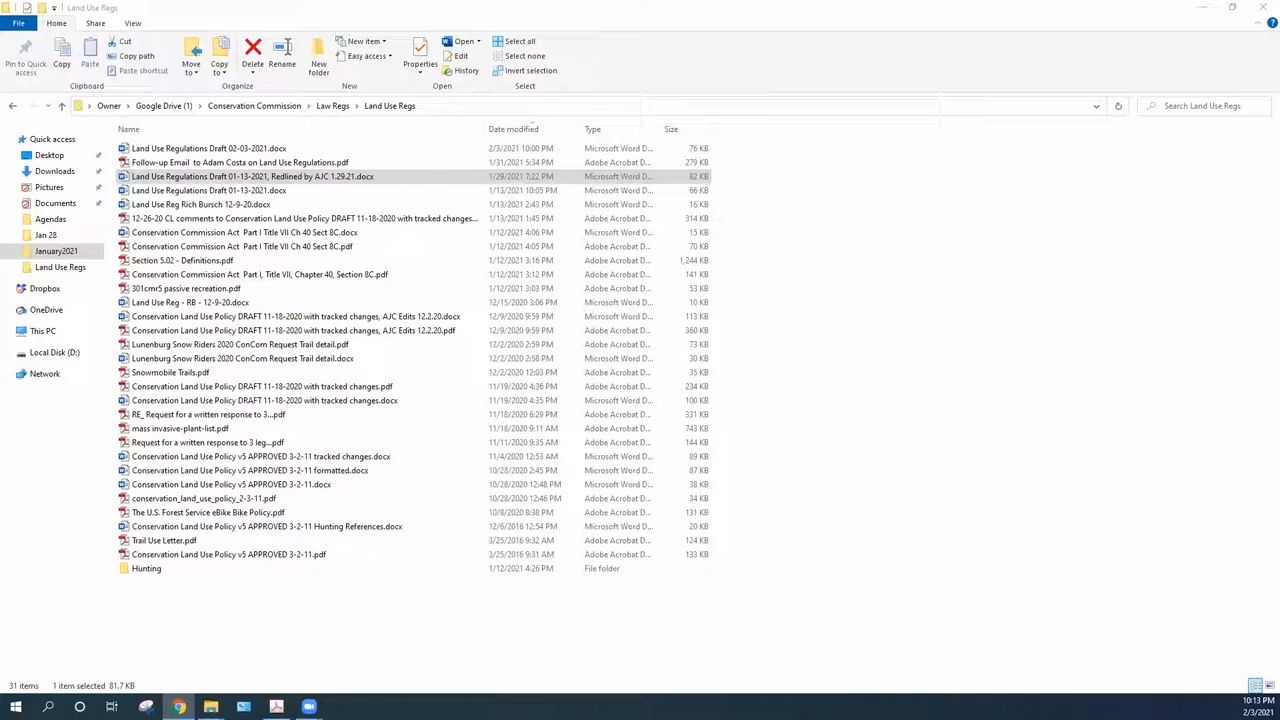 Land Use Regs
File Home Share View
Pin to Quick access
Copy
Paste
Cut
Copy path
Paste shortcut
Clipboard
Move to
Copy to
Delete
Rename
Organize
New folder
New item
Easy access
New
Properties
Open
Edit
History
Open
Select all
Select none
Invert selection
Select
Owner > Google Drive (1) > Conservation Commission > Law Regs > Land Use Regs
Search Land Use Regs
Quick access
Desktop
Downloads
Pictures
Documents
Agendas
Jan 28
January2021
Land Use Regs
Dropbox
OneDrive
This PC
Local Disk (D:)
Network
Name Date modified Type Size
Land Use Regulations Draft 02-03-2021.docx 2/3/2021 10:00 PM Microsoft Word D... 76 KB
Follow-up Email to Adam Costa on Land Use Regulations.pdf 1/31/2021 5:34 PM Adobe Acrobat D... 279 KB
Land Use Regulations Draft 01-13-2021, Redlined by AJC 1.29.21.docx 1/29/2021 7:22 PM Microsoft Word D... 82 KB
Land Use Regulations Draft 01-13-2021.docx 1/13/2021 10:05 PM Microsoft Word D... 66 KB
Land Use Reg Rich Bursch 12-9-20.docx 1/13/2021 2:43 PM Microsoft Word D... 16 KB
12-26-20 CL comments to Conservation Land Use Policy DRAFT 11-18-2020 with tracked changes... 1/13/2021 1:45 PM Adobe Acrobat D... 314 KB
Conservation Commission Act Part I Title VII Ch 40 Sect 8C.docx 1/12/2021 4:06 PM Microsoft Word D... 15 KB
Conservation Commission Act Part I Title VII Ch 40 Sect 8C.pdf 1/12/2021 4:05 PM Adobe Acrobat D... 70 KB
Section 5.02 - Definitions.pdf 1/12/2021 3:16 PM Adobe Acrobat D... 1,244 KB
Conservation Commission Act Part I, Title VII, Chapter 40, Section 8C.pdf 1/12/2021 3:12 PM Adobe Acrobat D... 141 KB
301cmr5 passive recreation.pdf 1/12/2021 3:03 PM Adobe Acrobat D... 53 KB
Land Use Reg - RB - 12-9-20.docx 12/15/2020 3:06 PM Microsoft Word D... 10 KB
Conservation Land Use Policy DRAFT 11-18-2020 with tracked changes, AJC Edits 12.2.20.docx 12/9/2020 9:59 PM Microsoft Word D... 113 KB
Conservation Land Use Policy DRAFT 11-18-2020 with tracked changes, AJC Edits 12.2.20.pdf 12/9/2020 9:59 PM Adobe Acrobat D... 360 KB
Lunenburg Snow Riders 2020 ConCom Request Trail detail.pdf 12/2/2020 2:59 PM Adobe Acrobat D... 73 KB
Lunenburg Snow Riders 2020 ConCom Request Trail detail.docx 12/2/2020 2:58 PM Microsoft Word D... 30 KB
Snowmobile Trails.pdf 12/2/2020 12:03 PM Adobe Acrobat D... 35 KB
Conservation Land Use Policy DRAFT 11-18-2020 with tracked changes.pdf 11/19/2020 4:36 PM Adobe Acrobat D... 234 KB
Conservation Land Use Policy DRAFT 11-18-2020 with tracked changes.docx 11/19/2020 4:35 PM Microsoft Word D... 100 KB
RE_ Request for a written response to 3...pdf 11/18/2020 6:29 PM Adobe Acrobat D... 331 KB
mass invasive-plant-list.pdf 11/18/2020 9:11 AM Adobe Acrobat D... 743 KB
Request for a written response to 3 leg...pdf 11/11/2020 9:35 AM Adobe Acrobat D... 144 KB
Conservation Land Use Policy v5 APPROVED 3-2-11 tracked changes.docx 11/4/2020 12:53 AM Microsoft Word D... 89 KB
Conservation Land Use Policy v5 APPROVED 3-2-11 formatted.docx 10/28/2020 2:45 PM Microsoft Word D... 87 KB
Conservation Land Use Policy v5 APPROVED 3-2-11.docx 10/28/2020 12:48 PM Microsoft Word D... 38 KB
conservation_land_use_policy_2-3-11.pdf 10/28/2020 12:46 PM Adobe Acrobat D... 34 KB
The U.S. Forest Service eBike Bike Policy.pdf 10/8/2020 8:38 PM Adobe Acrobat D... 131 KB
Conservation Land Use Policy v5 APPROVED 3-2-11 Hunting References.docx 12/6/2016 12:54 PM Microsoft Word D... 20 KB
Trail Use Letter.pdf 3/25/2016 9:32 AM Adobe Acrobat D... 124 KB
Conservation Land Use Policy v5 APPROVED 3-2-11.pdf 3/25/2016 9:31 AM Adobe Acrobat D... 133 KB
Hunting 1/12/2021 4:26 PM File folder
31 items 1 item selected 81.7 KB
10:13 PM
2/3/2021